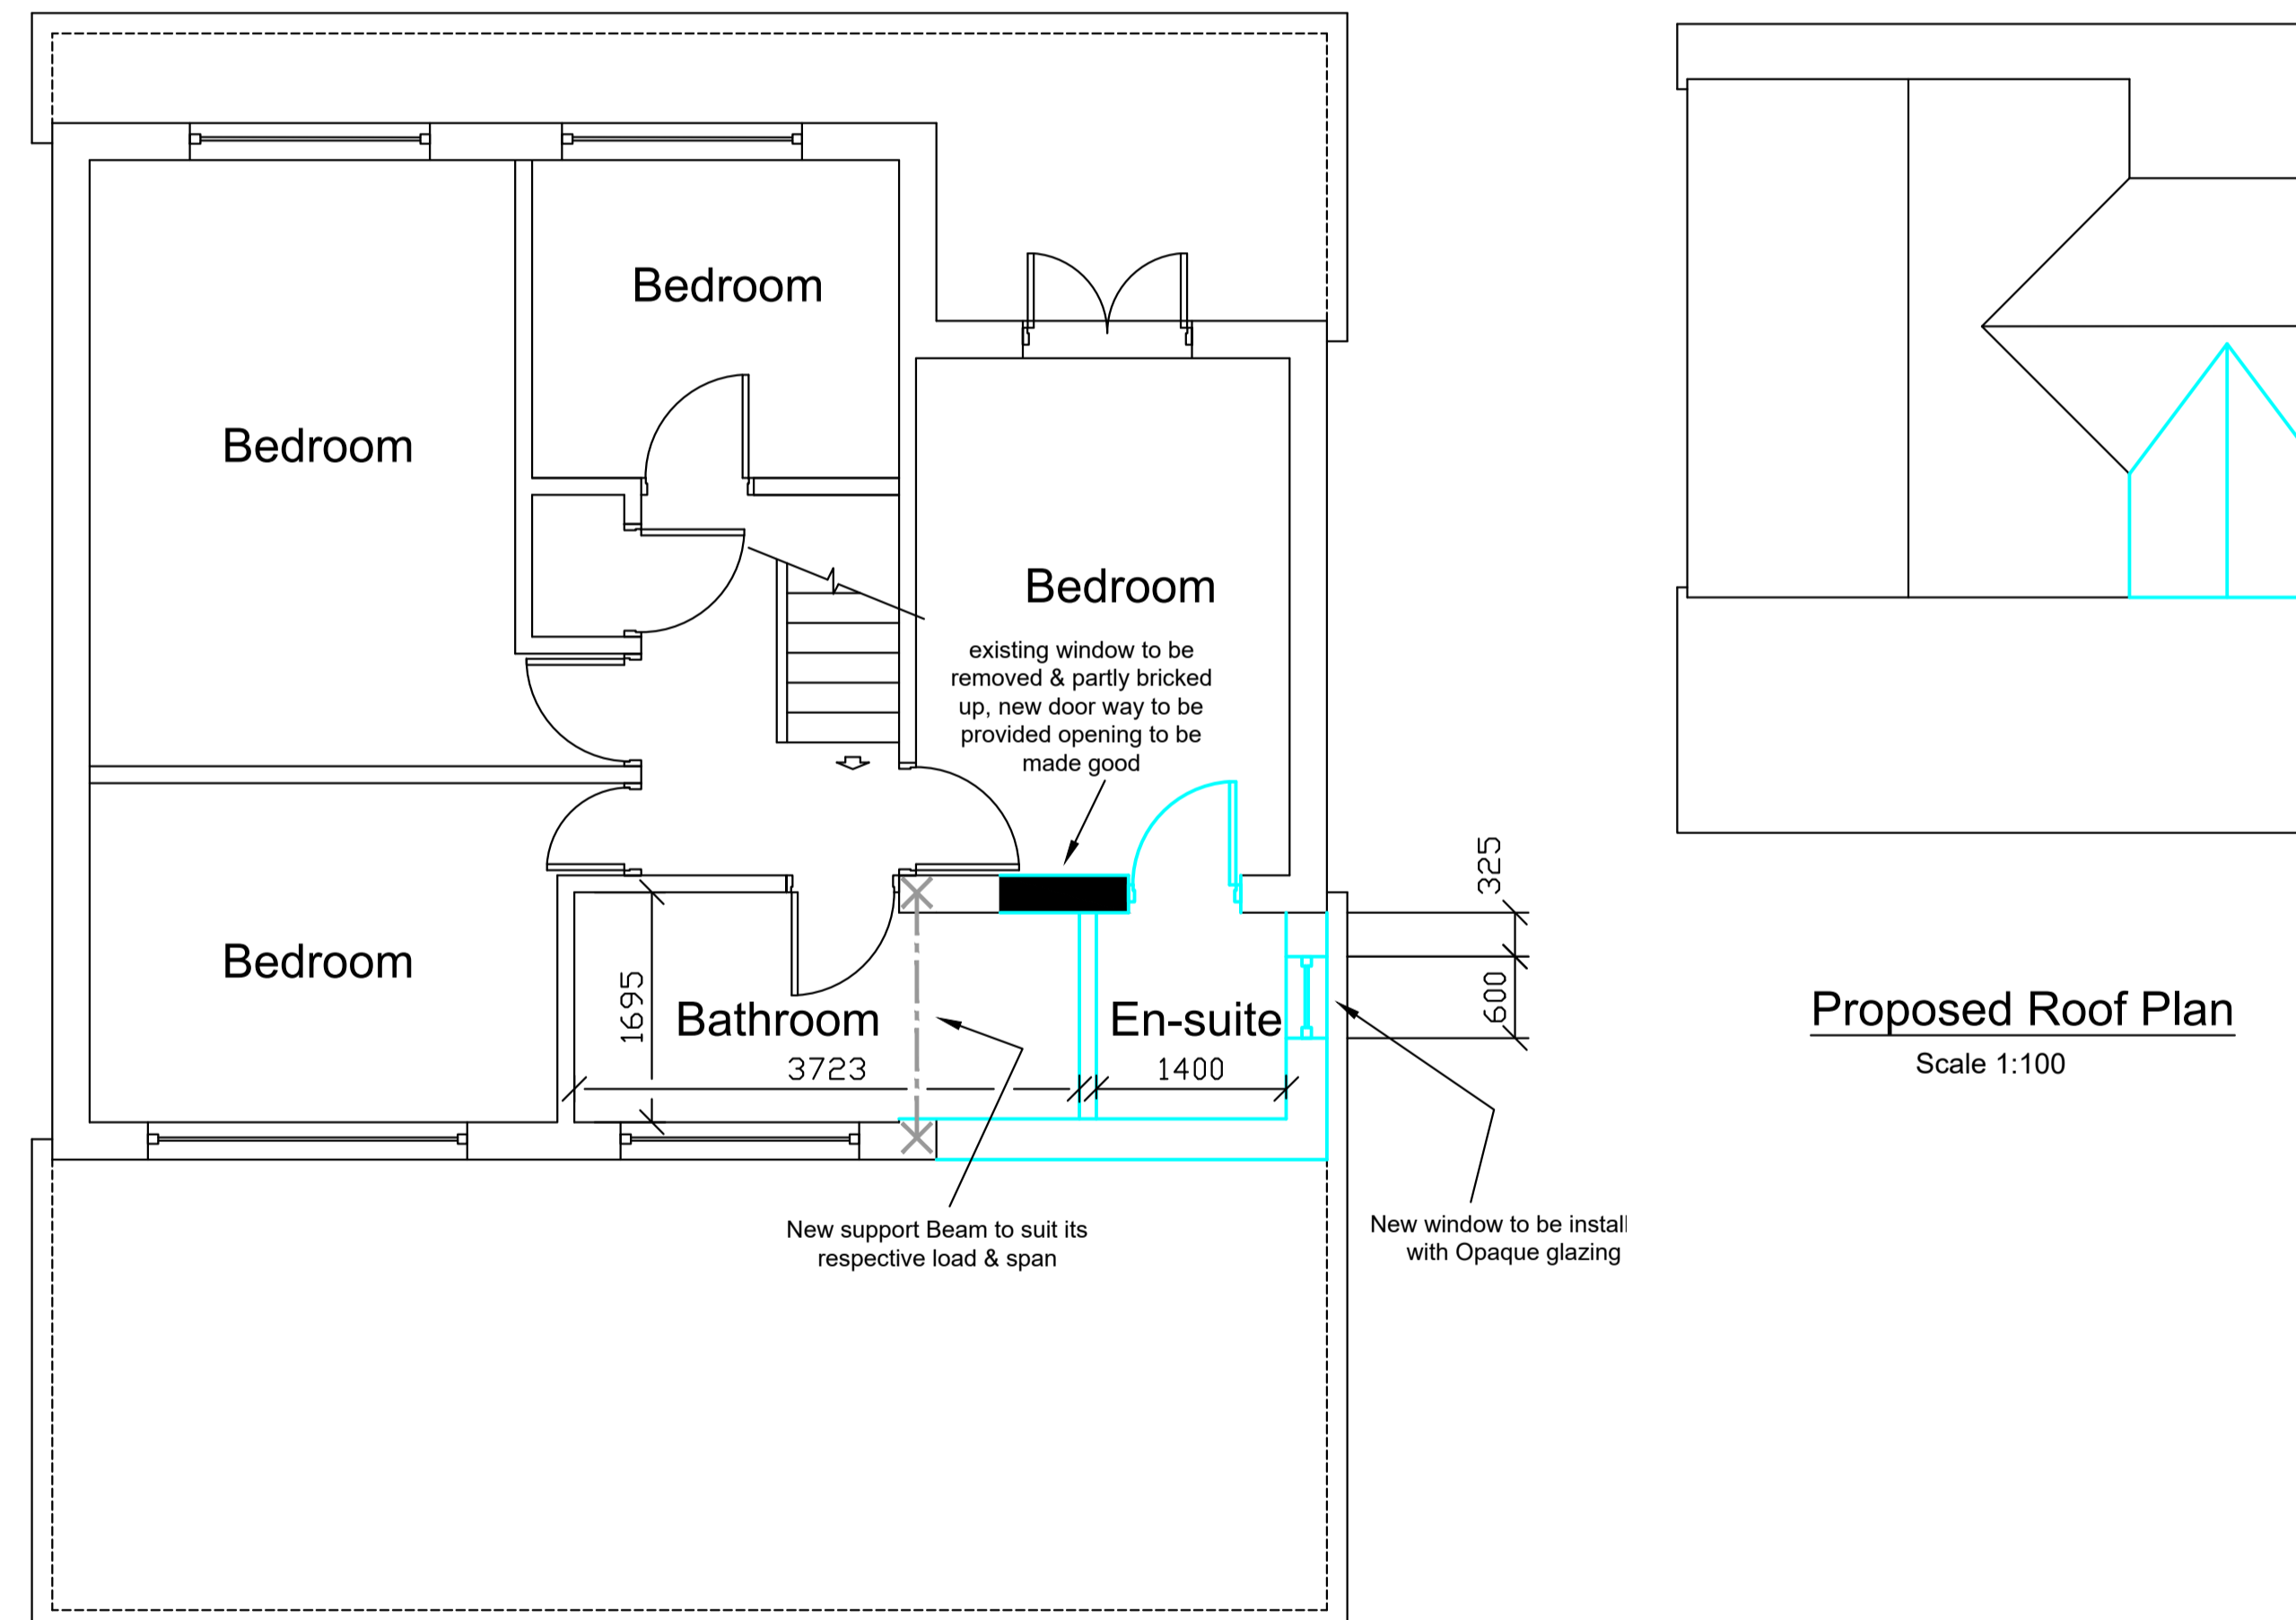 Bedroom
Bedroom
Bedroom
existing window to be
removed & partly bricked
up, new door way to be
provided opening to be
made good
325
Bedroom
1695
Bathroom
En-suite
600
3723
1400
New support Beam to suit its
respective load & span
New window to be install
with Opaque glazing
Proposed Roof Plan
Scale 1:100